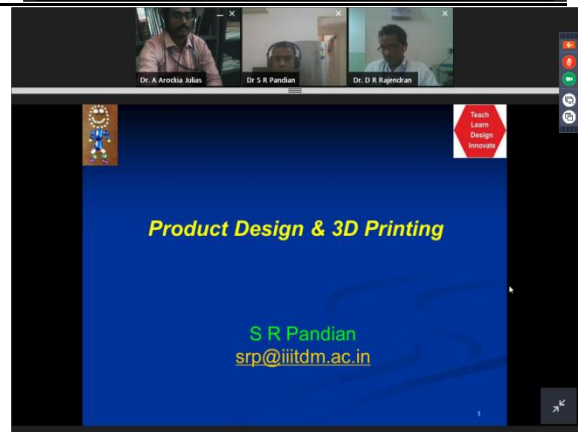 Dr. A Arockia Julias
Dr S R Pandian
Dr. D R Rajendran
Teach
Learn
Design
Innovate
Product Design & 3D Printing
S R Pandian
srp@iiitdm.ac.in
1